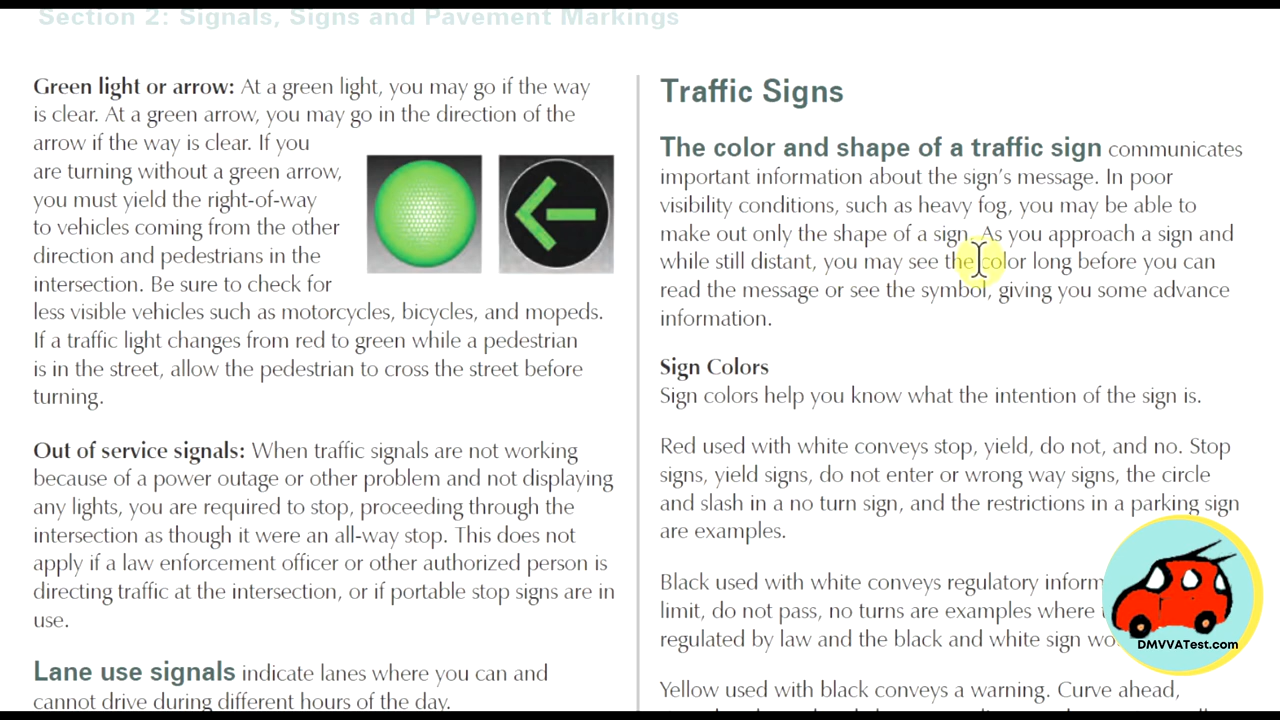 Section 2: Signals, Signs and Pavement Markings
Green light or arrow: At a green light, you may go if the way
is clear. At a green arrow, you may go in the direction of the
arrow if the way is clear. If you
are turning without a green arrow,
you must yield the right-of-way
to vehicles coming from the other
direction and pedestrians in the
intersection. Be sure to check for
less visible vehicles such as motorcycles, bicycles, and mopeds.
If a traffic light changes from red to green while a pedestrian
is in the street, allow the pedestrian to cross the street before
turning.
Out of service signals: When traffic signals are not working
because of a power outage or other problem and not displaying
any lights, you are required to stop, proceeding through the
intersection as though it were an all-way stop. This does not
apply if a law enforcement officer or other authorized person is
directing traffic at the intersection, or if portable stop signs are in
use.
Lane use signals indicate lanes where you can and
cannot drive during different hours of the day.
Traffic Signs
The color and shape of a traffic sign communicates
important information about the sign's message. In poor
visibility conditions, such as heavy fog, you may be able to
make out only the shape of a sign. As you approach a sign and
while still distant, you may see the color long before you can
read the message or see the symbol, giving you some advance
information.
Sign Colors
Sign colors help you know what the intention of the sign is.
Red used with white conveys stop, yield, do not, and no. Stop
signs, yield signs, do not enter or wrong way signs, the circle
and slash in a no turn sign, and the restrictions in a parking sign
are examples.
Black used with white conveys regulatory
limit, do not pass, no turns are examples where
regulated by law and the black and white sign
Yellow used with black conveys a warning. Curve ahead,
DMVVATest.com